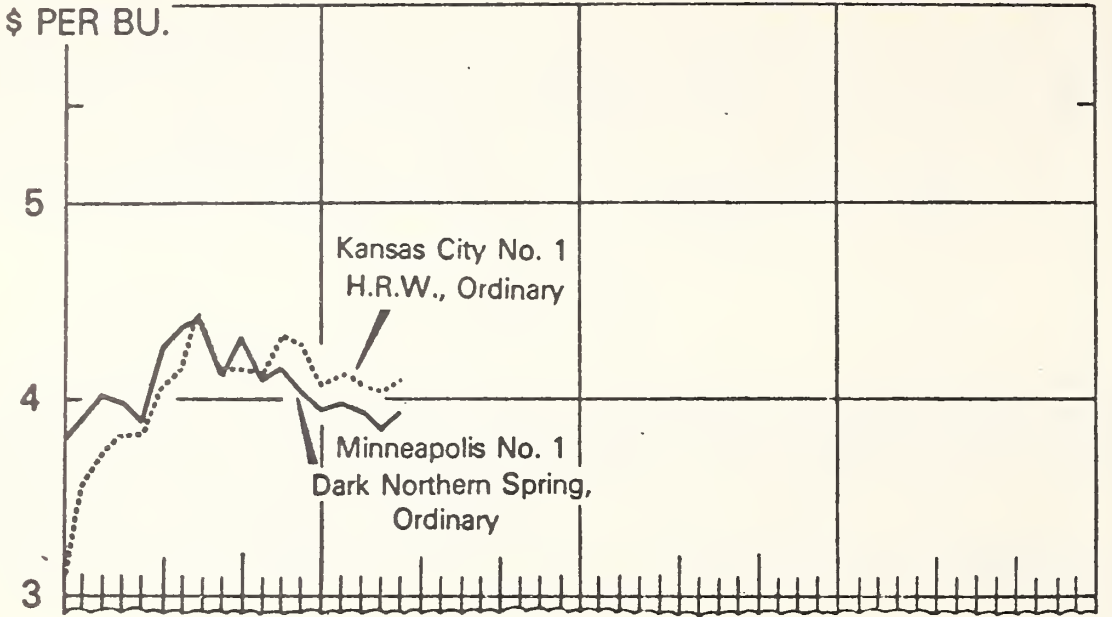 $ PER BU.
5
Kansas City No. 1
H.R.W., Ordinary
4
Minneapolis No. 1
Dark Northern Spring,
Ordinary
3